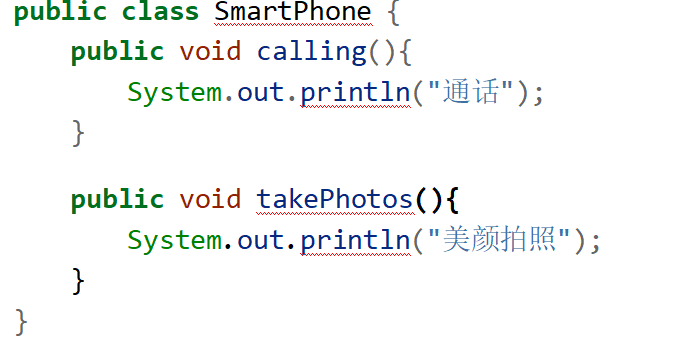 public class SmartPhone {
public void calling(){
System.out.println("通话");
}
public void takePhotos(){
System.out.println("美颜拍照");
}
}